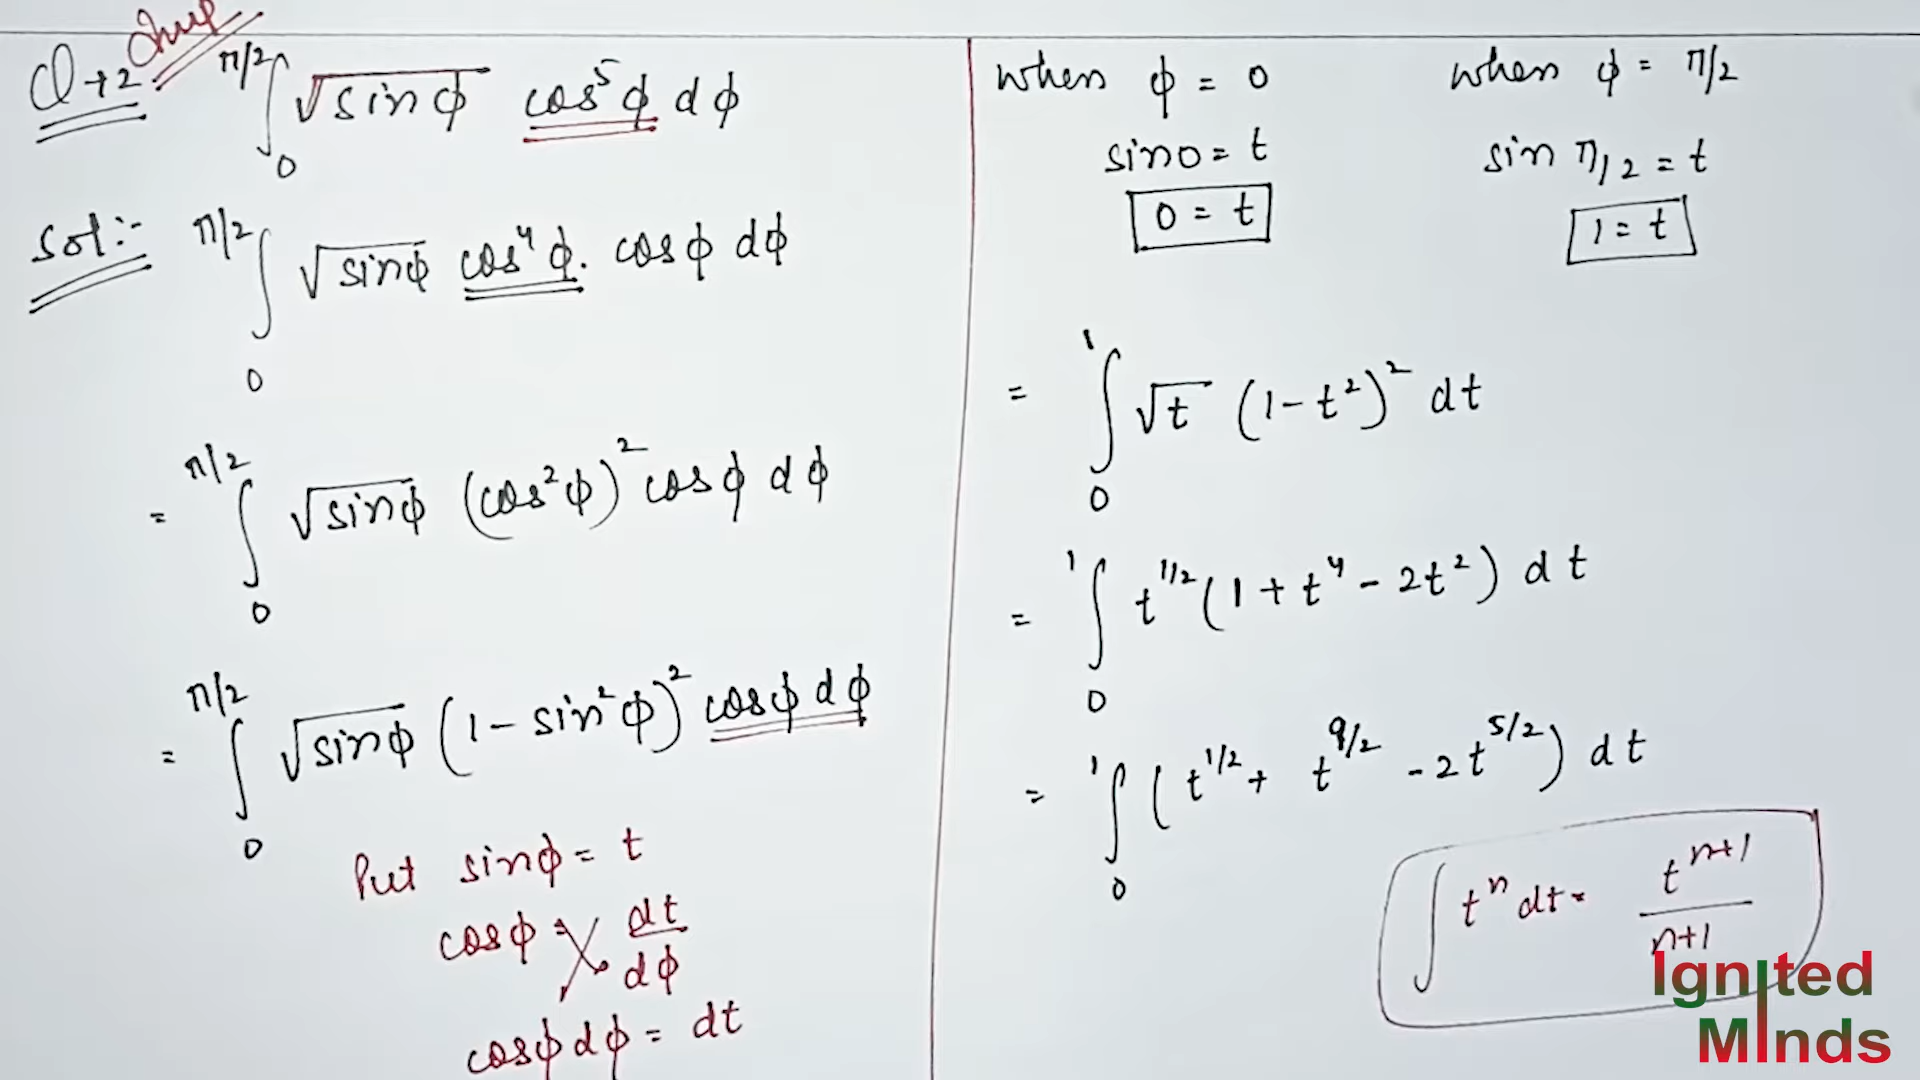 Q→2 Imp π/2∫0 √sinϕ cos⁵ϕ dϕ
Sol:- π/2∫0 √sinϕ cos⁴ϕ. cosϕ dϕ
= π/2∫0 √sinϕ (cos²ϕ)² cosϕ dϕ
= π/2∫0 √sinϕ (1-sin²ϕ)² cosϕ dϕ
Put sinϕ = t
cosϕ = dt/dϕ
cosϕ dϕ = dt
when ϕ = 0
sin0 = t
0 = t
when ϕ = π/2
sin π/2 = t
1 = t
= 1∫0 √t (1-t²)² dt
= 1∫0 t^1/2 (1 + t⁴ - 2t²) dt
= 1∫0 (t^1/2 + t^9/2 - 2t^5/2) dt
∫ t^n dt = t^n+1/n+1
Ignited
Minds